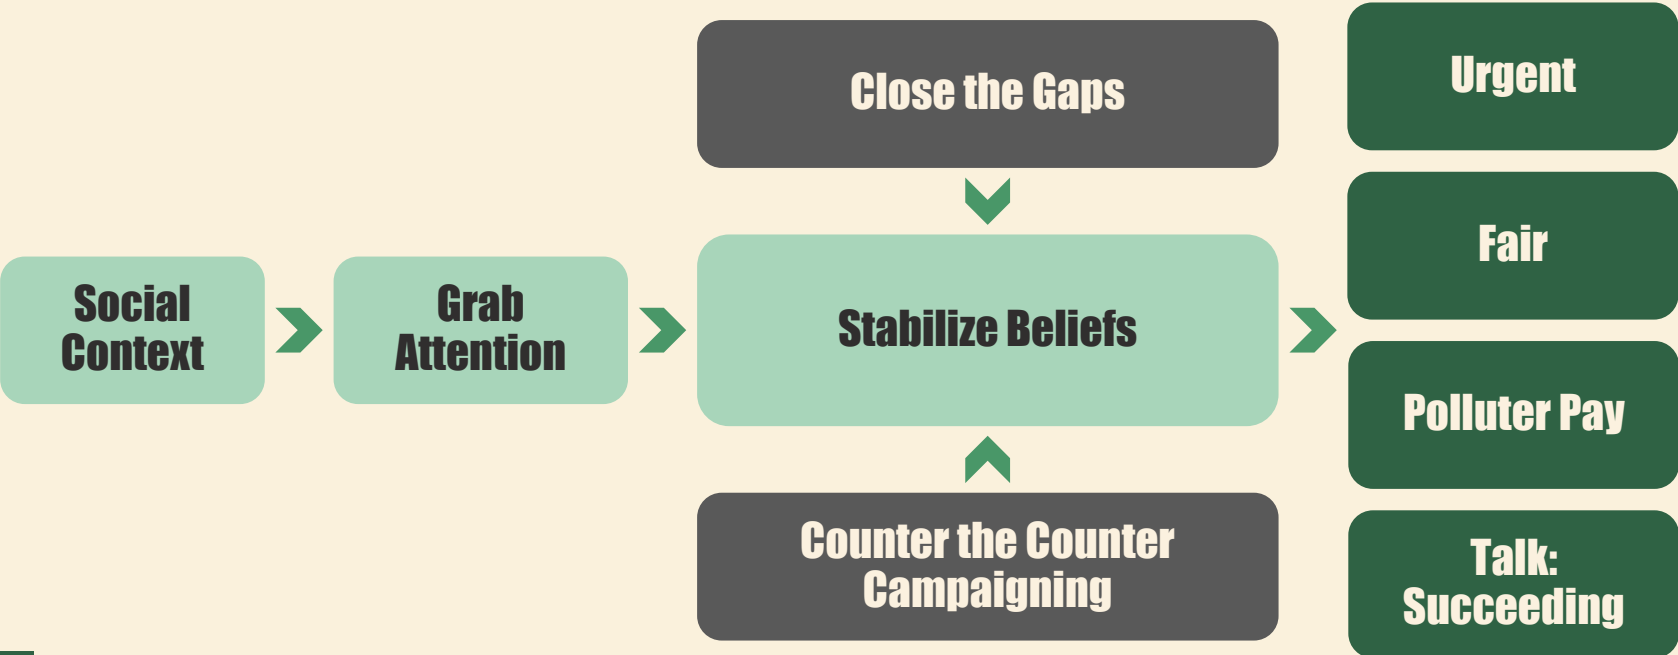 Close the Gaps
Urgent
Fair
Social
Context
Grab
Attention
Stabilize Beliefs
Polluter Pay
Counter the Counter
Campaigning
Talk:
Succeeding